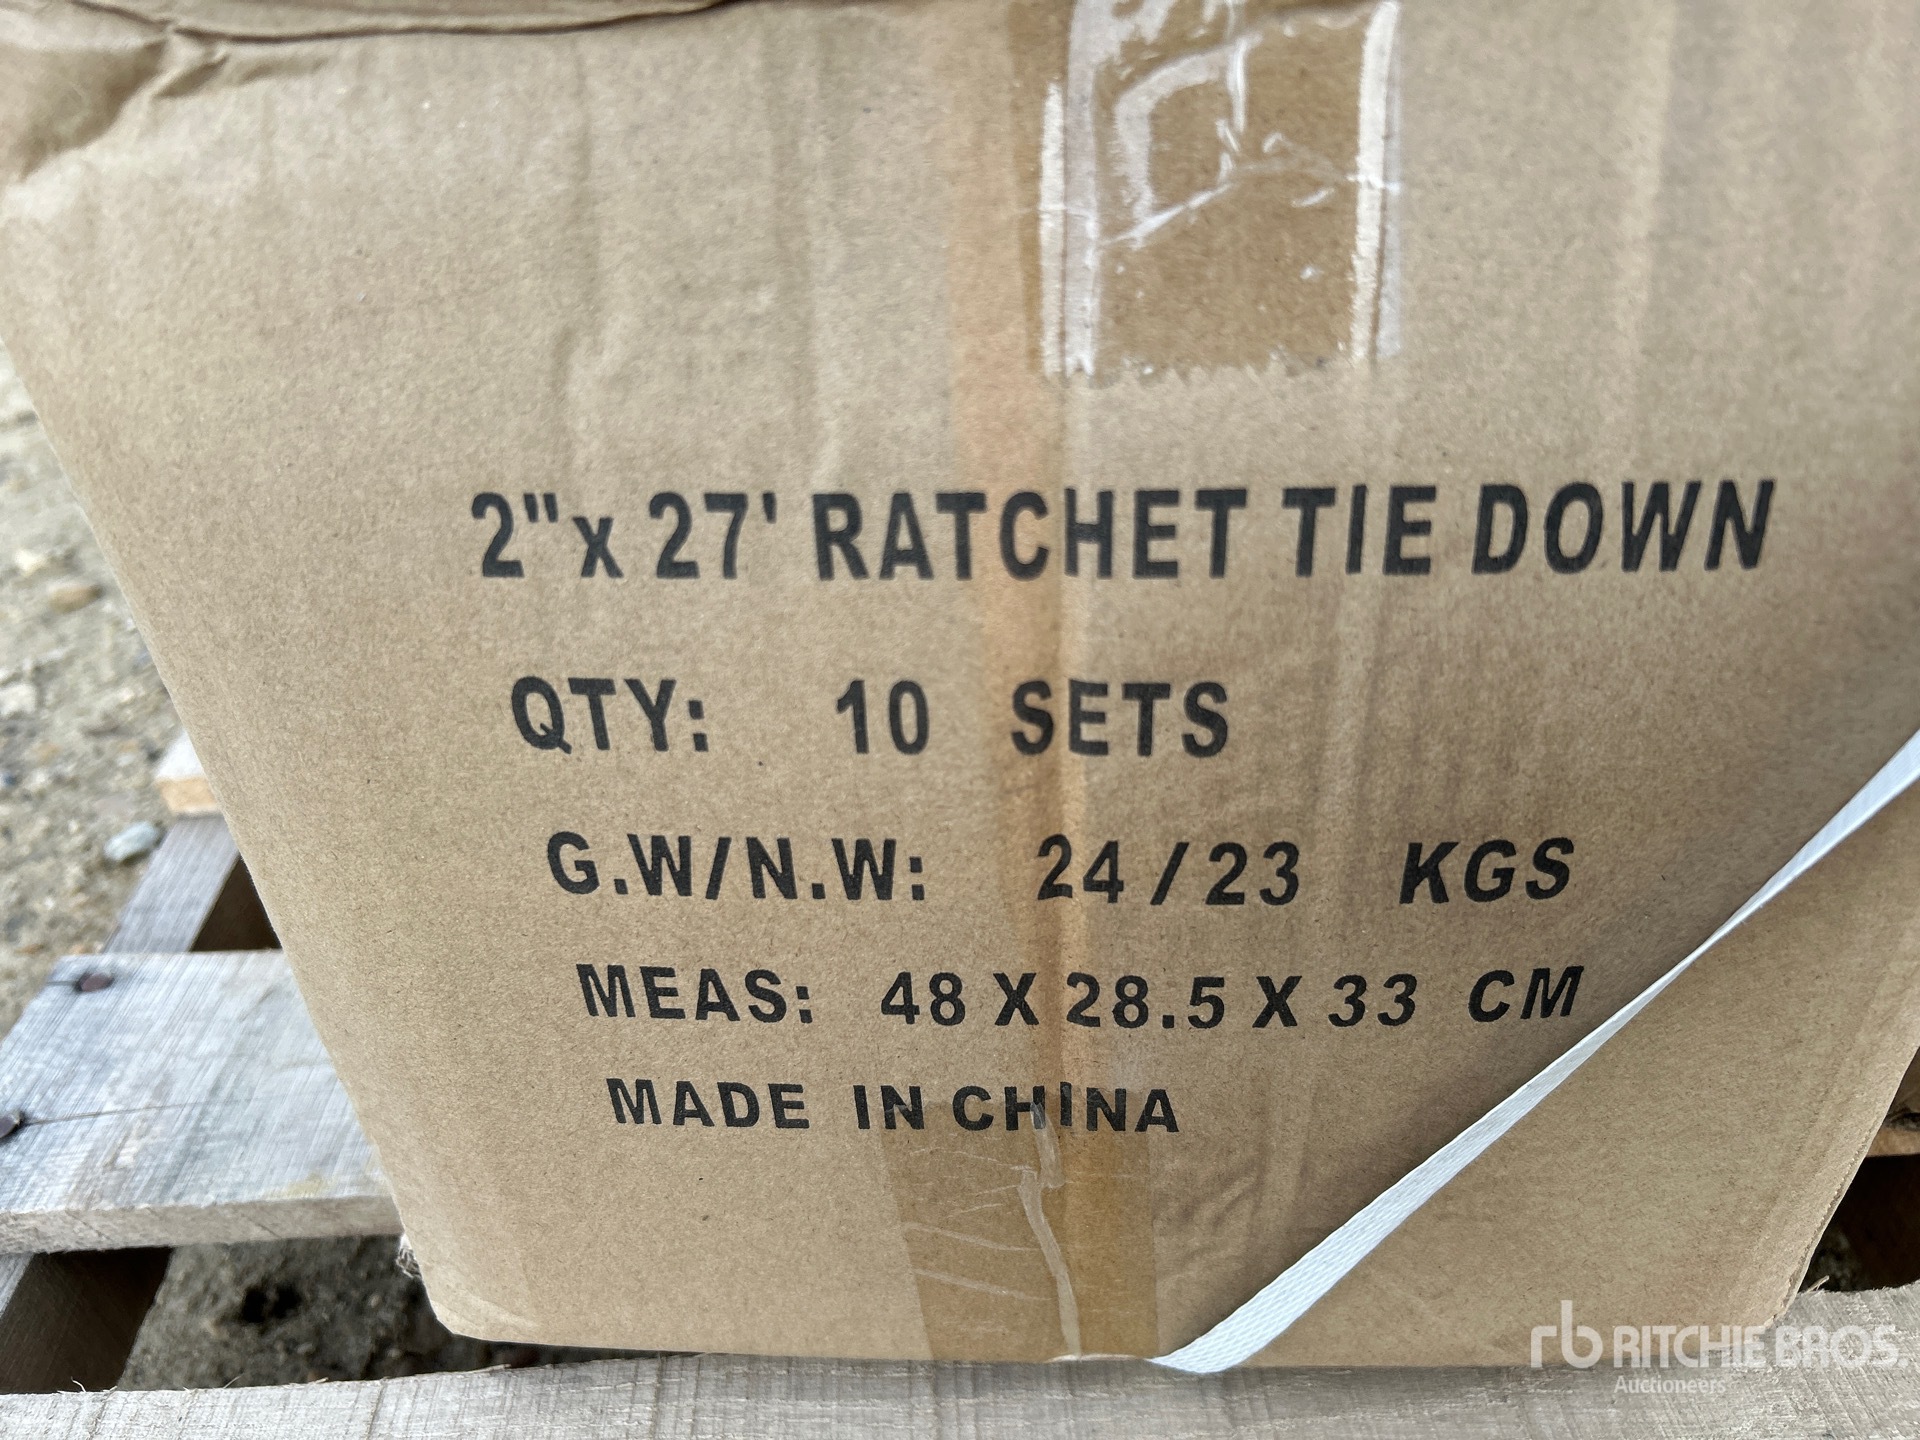 2"x 27' RATCHET TIE DOWN
QTY: 10 SETS
G.W/N.W: 24/23 KGS
MEAS: 48 X 28.5 X 33 CM
MADE IN CHINA
rb RITCHIE BROS.
Auctioneers